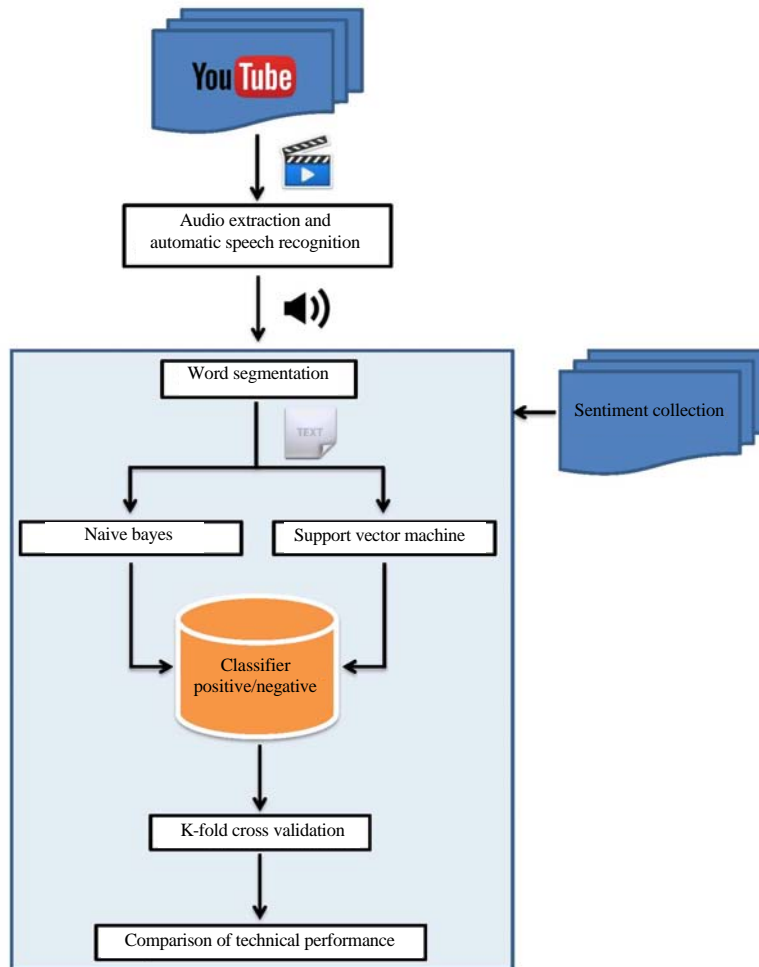 YouTube
Audio extraction and
automatic speech recognition
Word segmentation
TEXT
Sentiment collection
Naive bayes
Support vector machine
Classifier
positive/negative
K-fold cross validation
Comparison of technical performance